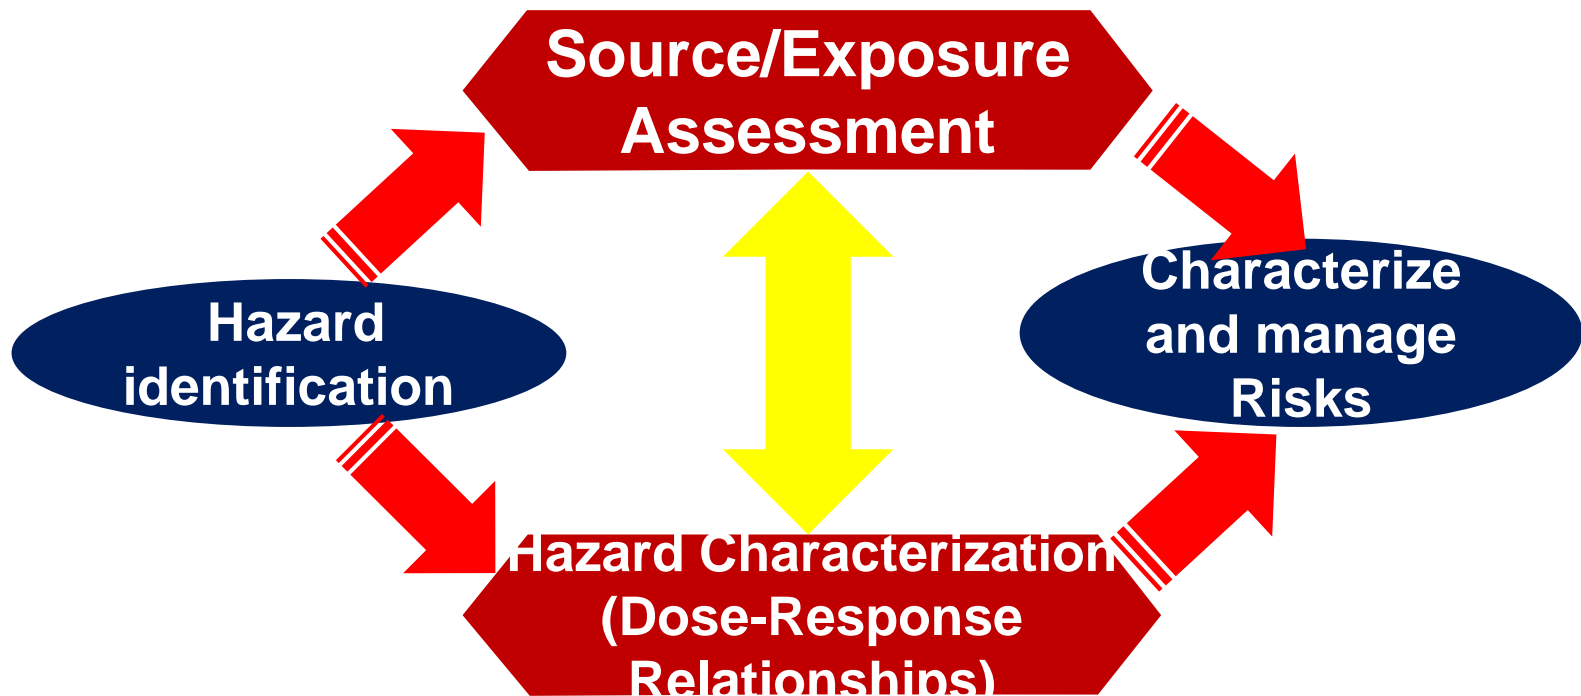 Source/Exposure
Assessment
Hazard
identification
Characterize
and manage
Risks
Hazard Characterization
(Dose-Response
Relationships)